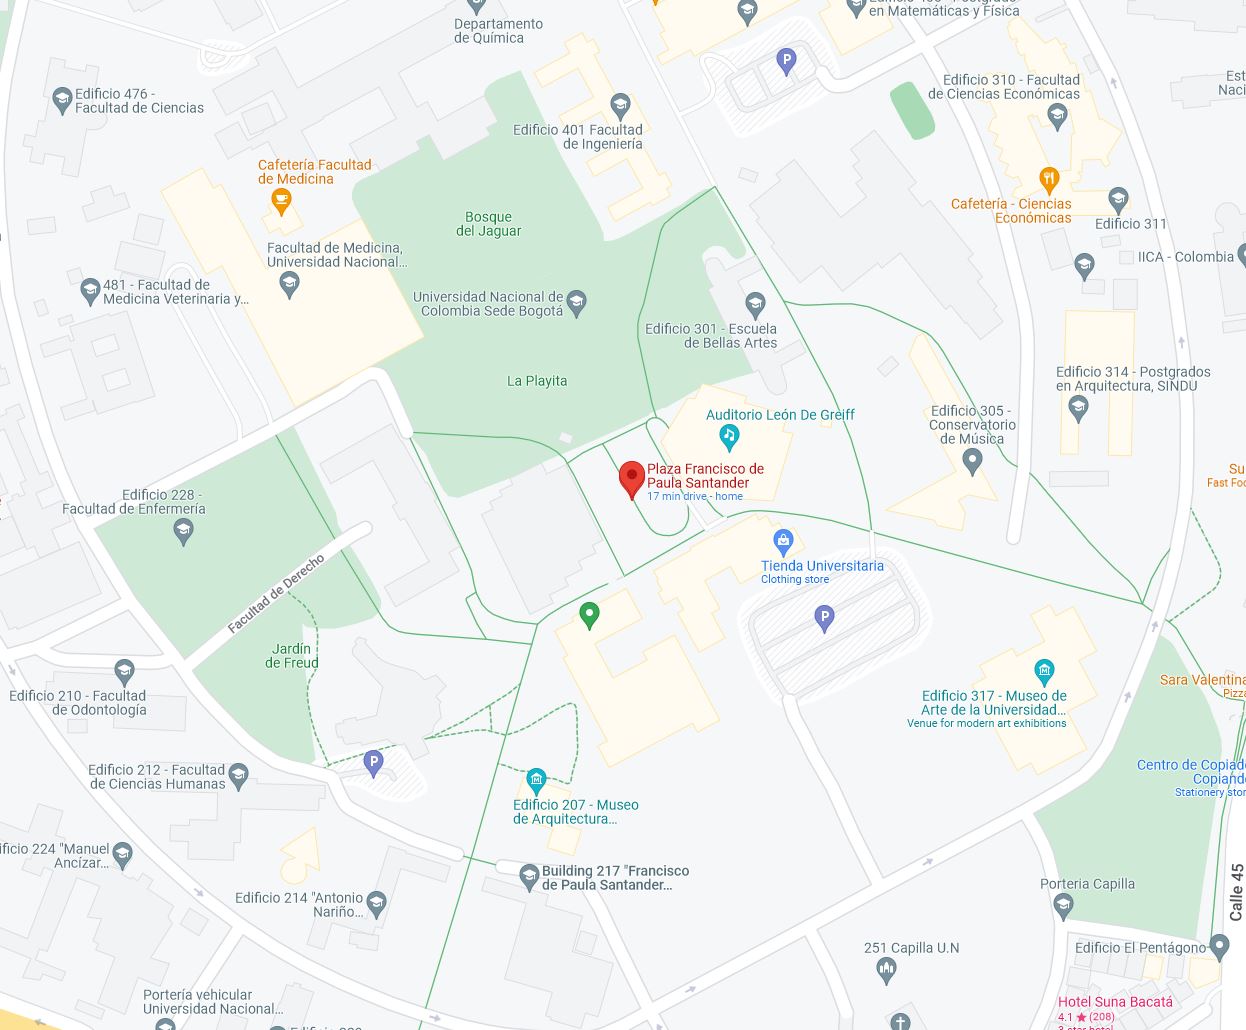 Departamento
de Química
en Matemáticas y Física
Edificio 476 -
Facultad de Ciencias
Edificio 310 - Facultad
de Ciencias Económicas
Edificio 401 Facultad
de Ingeniería
P
Cafetería Facultad
de Medicina
Cafetería - Ciencias
Económicas
Edificio 311
Bosque
del Jaguar
Facultad de Medicina,
Universidad Nacional...
IICA - Colombia
481 - Facultad de
Medicina Veterinaria y...
Universidad Nacional de
Colombia Sede Bogotá
Edificio 301 - Escuela
de Bellas Artes
La Playita
Edificio 314 - Postgrados
en Arquitectura, SINDU
Auditorio León De Greiff
Edificio 305 -
Conservatorio
de Música
Plaza Francisco de
Paula Santander
17 min drive - home
Su
Fast Foo
Edificio 228 -
Facultad de Enfermería
Facultad de Derecho
Tienda Universitaria
Clothing store
P
Jardín
de Freud
Edificio 210 - Facultad
de Odontología
Edificio 317 - Museo de
Arte de la Universidad...
Venue for modern art exhibitions
Sara Valentina
Pizza
Edificio 212 - Facultad
de Ciencias Humanas
P
Centro de Copiado
Copiand
Stationery stor
Edificio 207 - Museo
de Arquitectura...
ificio 224 "Manuel
Ancízar...
Building 217 "Francisco
de Paula Santander...
Edificio 214 "Antonio
Nariño...
Portería Capilla
Calle 45
251 Capilla U.N
Edificio El Pentágono
Portería vehicular
Universidad Nacional...
Hotel Suna Bacatá
4.1 ★ (208)
3-star hotel